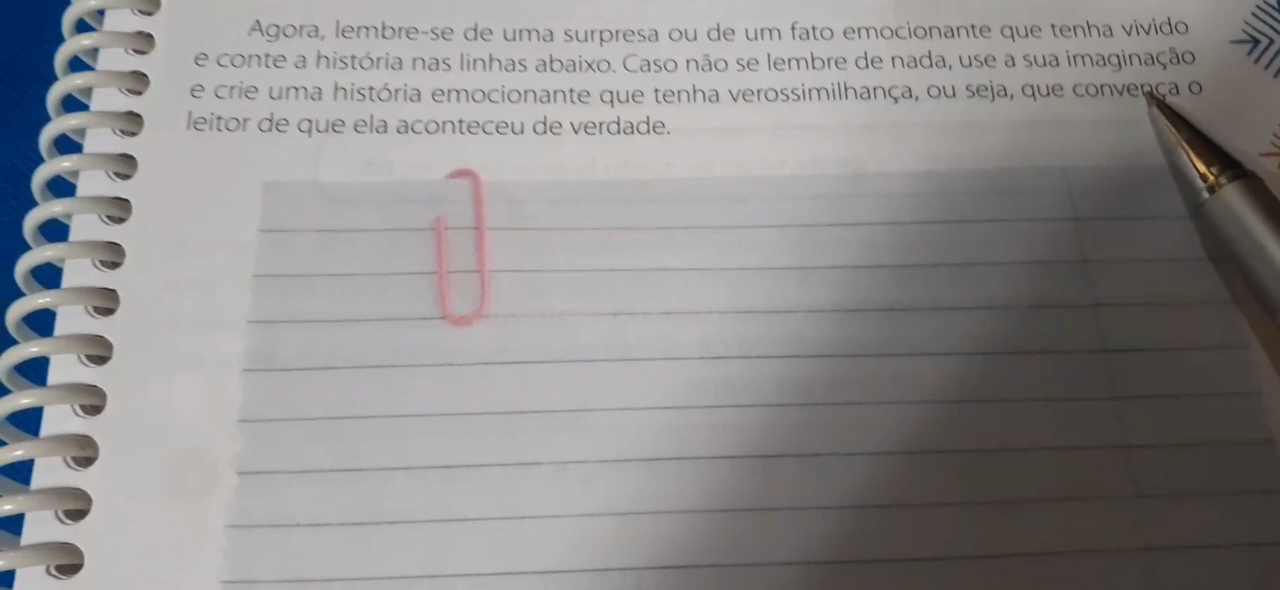 Agora, lembre-se de uma surpresa ou de um fato emocionante que tenha vivido
e conte a história nas linhas abaixo. Caso não se lembre de nada, use a sua imaginação
e crie uma história emocionante que tenha verossimilhança, ou seja, que convença o
leitor de que ela aconteceu de verdade.